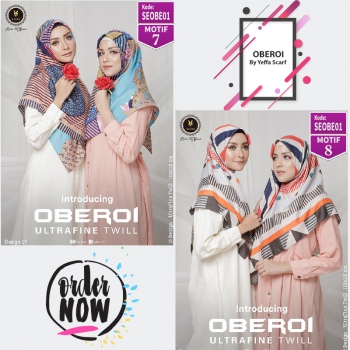 Kode:
SEOBE01
MOTIF
7
OBEROI
By Yeffa Scarf
Introducing
OBEROI
ULTRAFINE TWILL
Kode:
SEOBE01
MOTIF
8
order
NOW
Introducing
OBEROI
ULTRAFINE TWILL